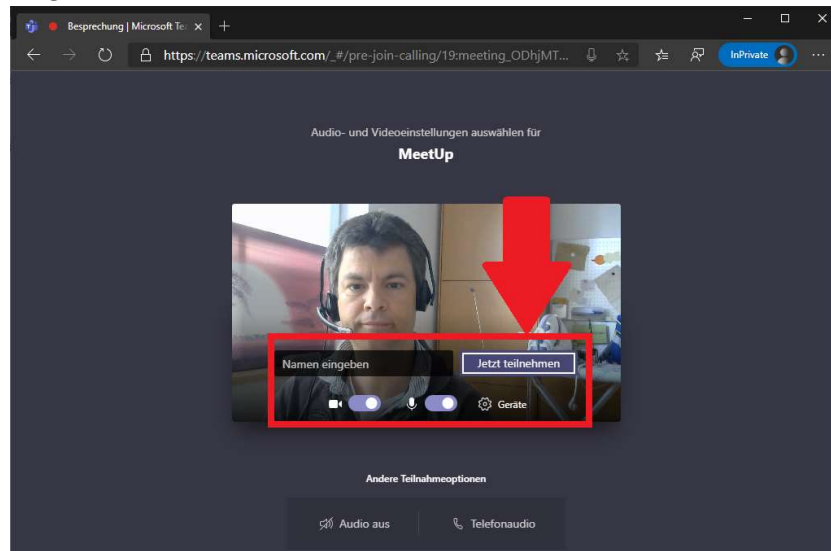 Besprechung | Microsoft Te
https://teams.microsoft.com/_#/pre-join-calling/19:meeting_ODhjMT...
InPrivate
Audio- und Videoeinstellungen auswählen für
MeetUp
Namen eingeben
Jetzt teilnehmen
Geräte
Andere Teilnahmeoptionen
Audio aus
Telefonaudio